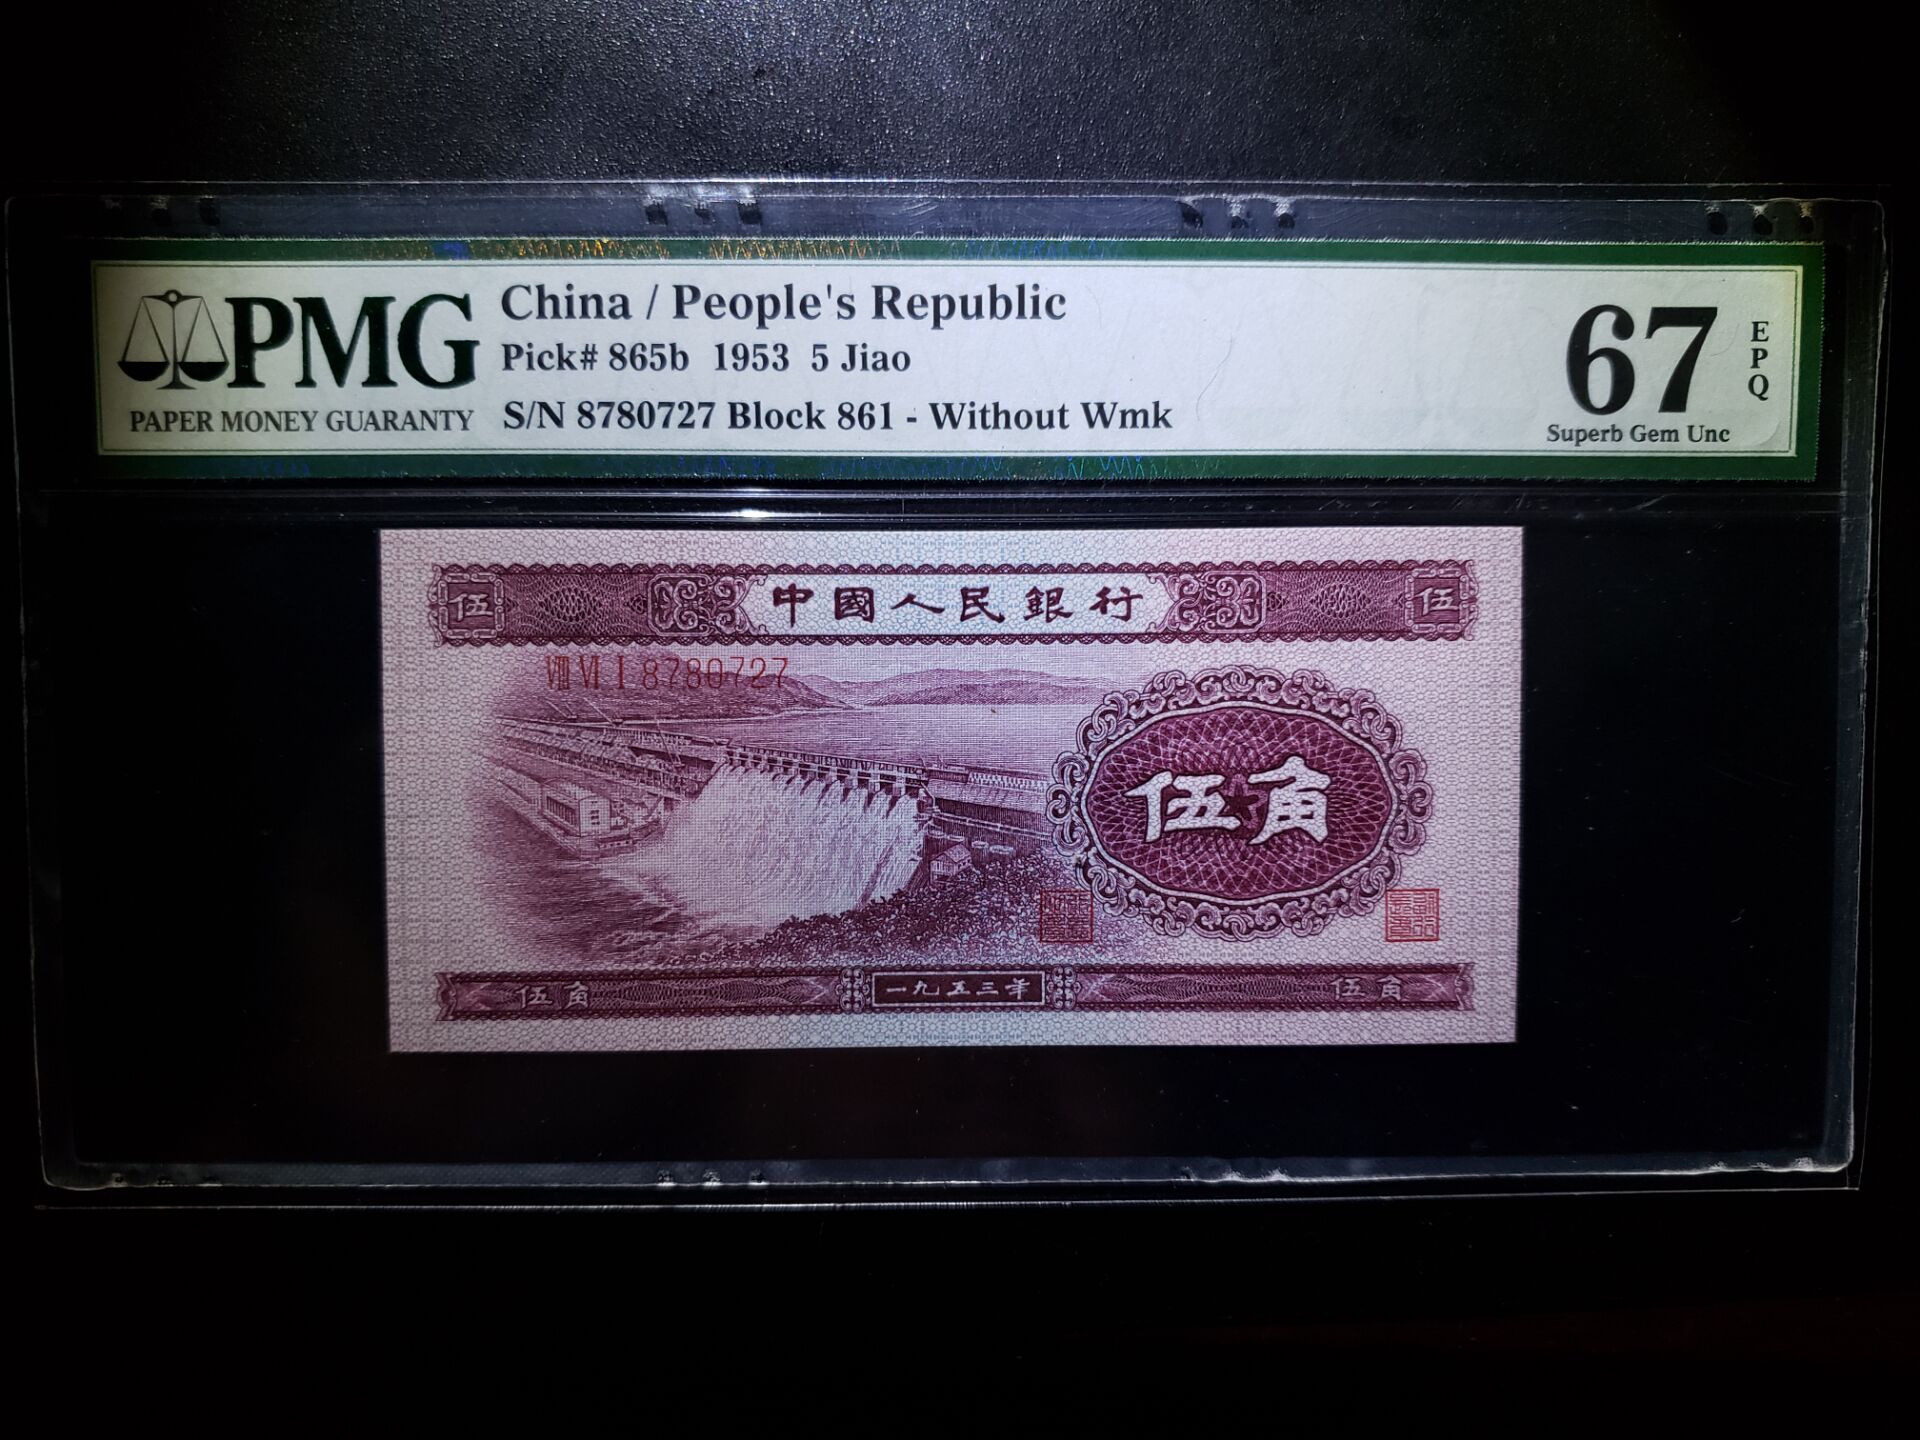 PMG
PAPER MONEY GUARANTY
China / People's Republic
Pick# 865b 1953 5 Jiao
S/N 8780727 Block 861 - Without Wmk
67
EPQ
Superb Gem Unc
伍 中國人民銀行 伍
VIII VI I 8780727
伍角
伍角 一九五三年 伍角